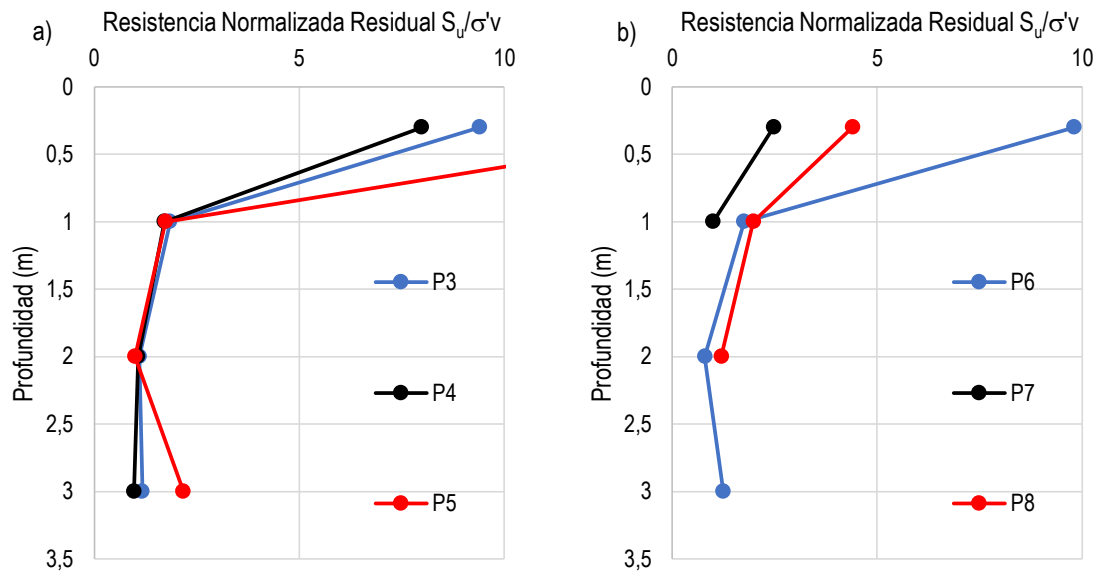 a)
Resistencia Normalizada Residual Su/σ'v
0 5 10
0
0,5
1
1,5
2
2,5
3
3,5
Profundidad (m)
P3
P4
P5
b)
Resistencia Normalizada Residual Su/σ'v
0 5 10
0
0,5
1
1,5
2
2,5
3
3,5
Profundidad (m)
P6
P7
P8